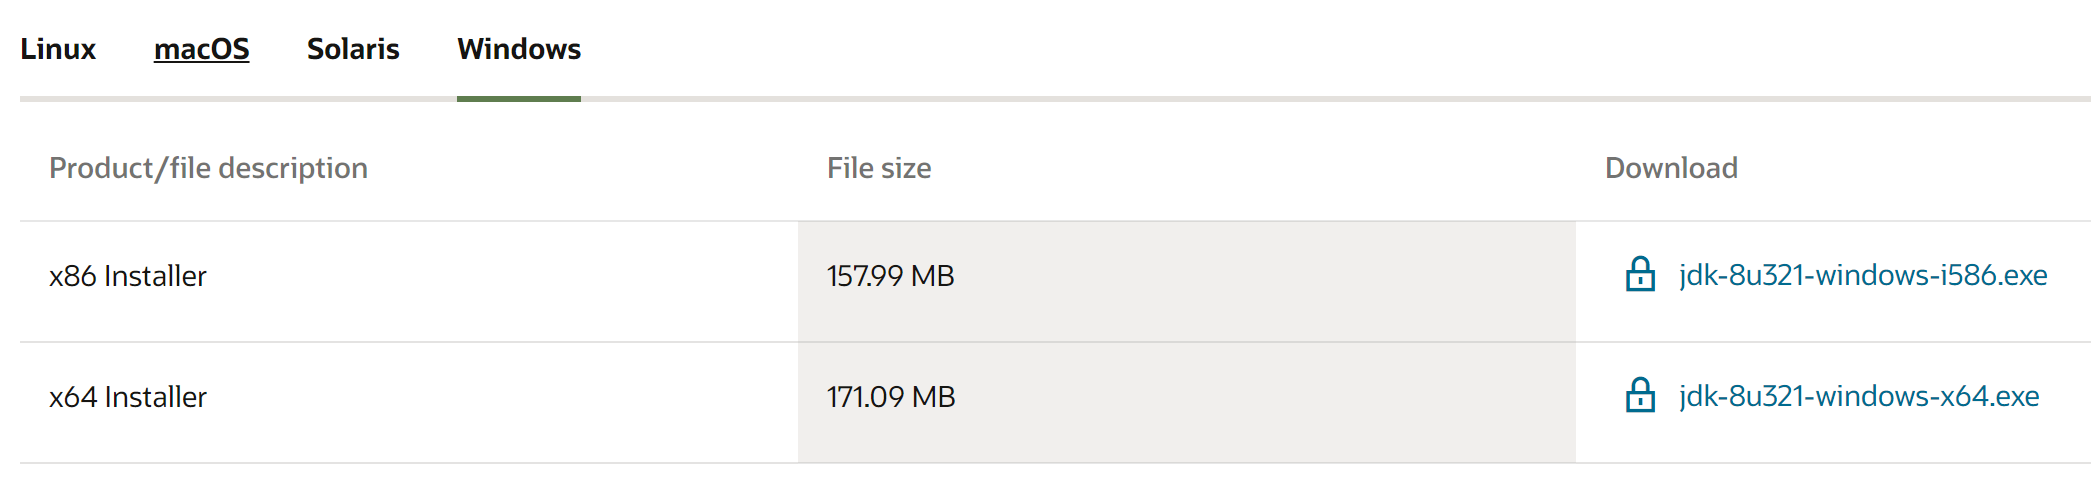 Linux macOS Solaris Windows
Product/file description File size Download
x86 Installer 157.99 MB jdk-8u321-windows-i586.exe
x64 Installer 171.09 MB jdk-8u321-windows-x64.exe